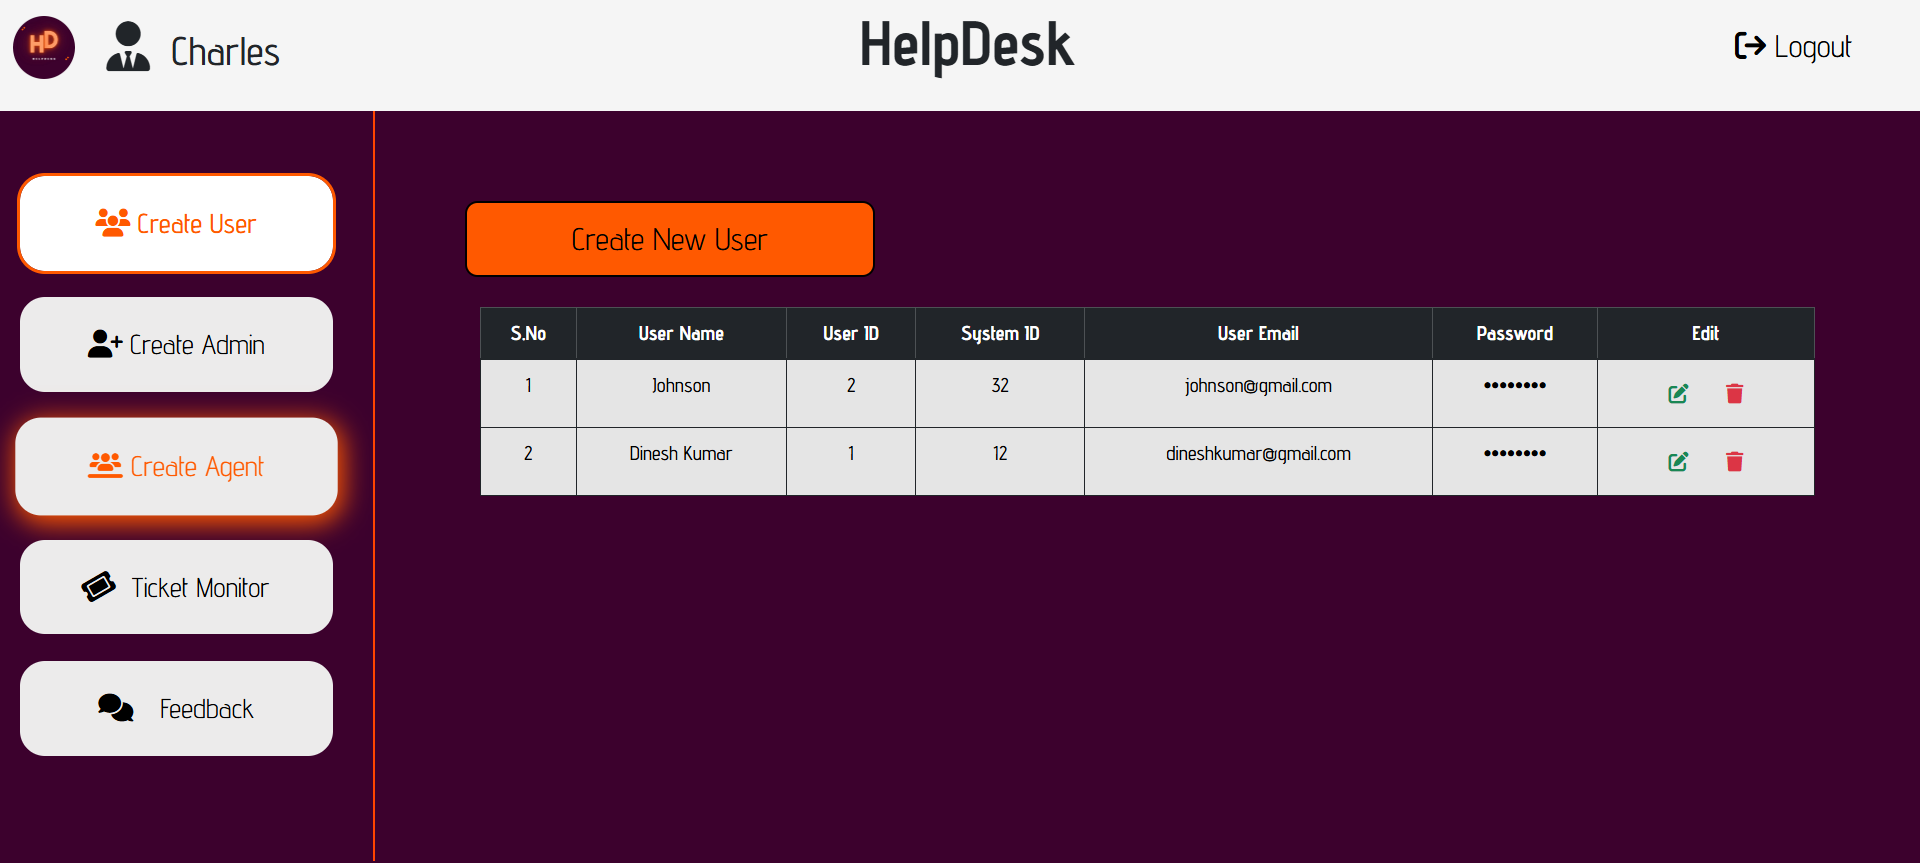 HD
Charles
HelpDesk
Logout
Create User
Create Admin
Create Agent
Ticket Monitor
Feedback
Create New User
S.No User Name User ID System ID User Email Password Edit
1 Johnson 2 32 johnson@gmail.com ••••••••
2 Dinesh Kumar 1 12 dineshkumar@gmail.com ••••••••